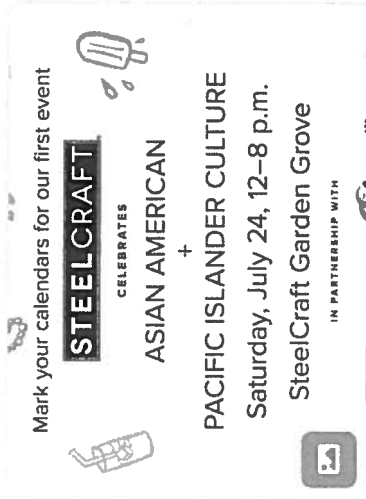 Mark your calendars for our first event
STEELCRAFT
CELEBRATES
ASIAN AMERICAN
+
PACIFIC ISLANDER CULTURE
Saturday, July 24, 12–8 p.m.
SteelCraft Garden Grove
IN PARTNERSHIP WITH